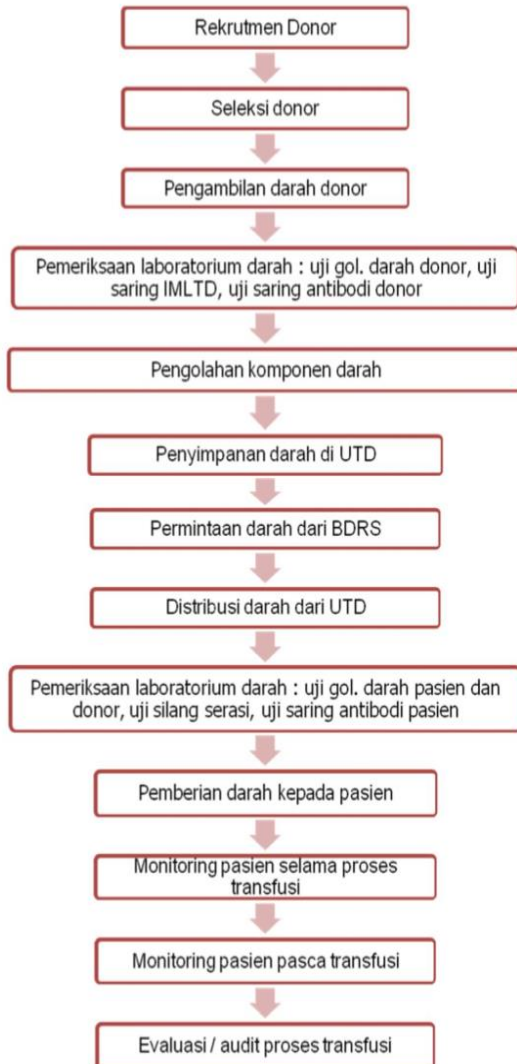 Rekrutmen Donor
Seleksi donor
Pengambilan darah donor
Pemeriksaan laboratorium darah : uji gol. darah donor, uji
saring IMLTD, uji saring antibodi donor
Pengolahan komponen darah
Penyimpanan darah di UTD
Permintaan darah dari BDRS
Distribusi darah dari UTD
Pemeriksaan laboratorium darah : uji gol. darah pasien dan
donor, uji silang serasi, uji saring antibodi pasien
Pemberian darah kepada pasien
Monitoring pasien selama proses
transfusi
Monitoring pasien pasca transfusi
Evaluasi / audit proses transfusi